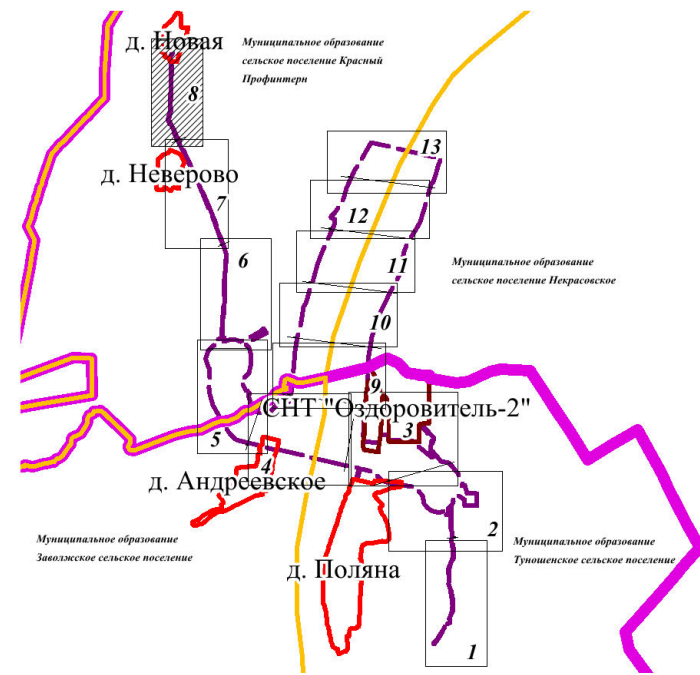 д. Новая
Муниципальное образование
сельское поселение Красный
Профинтерн
8
13
д. Неверово
7
12
6
11
Муниципальное образование
сельское поселение Некрасовское
10
9
СНТ "Оздоровитель-2"
3
5
4
д. Андреевское
2
Муниципальное образование
Заволжское сельское поселение
Муниципальное образование
Туношенское сельское поселение
д. Поляна
1